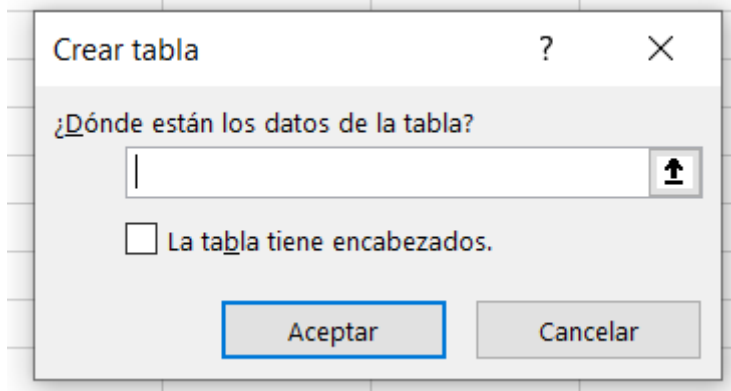 Crear tabla ?
¿Dónde están los datos de la tabla?
La tabla tiene encabezados.
Aceptar Cancelar